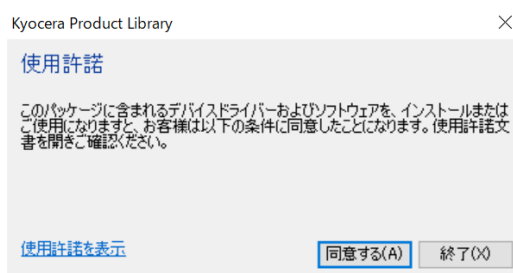 Kyocera Product Library
使用許諾
このパッケージに含まれるデバイスドライバーおよびソフトウェアを、インストールまたは
ご使用になりますと、お客様は以下の条件に同意したことになります。使用許諾文
書を開きご確認ください。
使用許諾を表示
同意する(A)
終了(X)